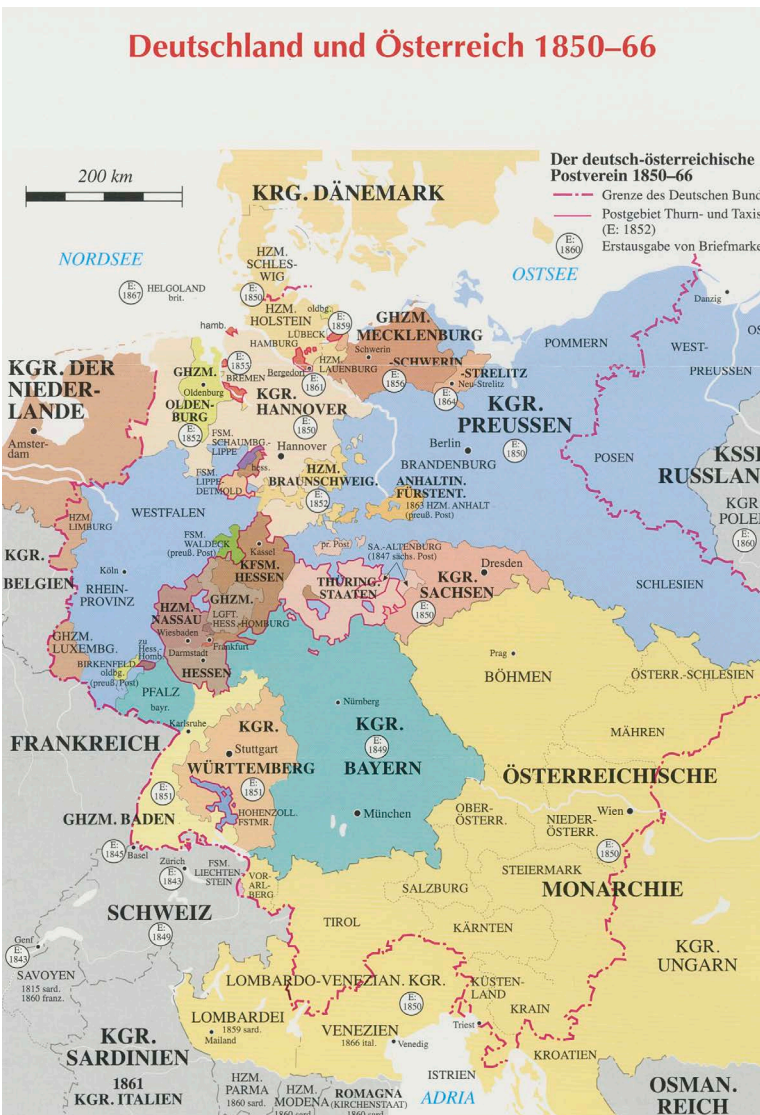 Deutschland und Österreich 1850–66
200 km
Der deutsch-österreichische
Postverein 1850–66
Grenze des Deutschen Bund
Postgebiet Thurn- und Taxis
(E: 1852)
E:
1860
Erstausgabe von Briefmarke
KRG. DÄNEMARK
NORDSEE
OSTSEE
E:
1867
HELGOLAND
brit.
HZM.
SCHLES-
WIG
E:
1850
HZM.
HOLSTEIN
oldbg.
E:
1859
LÜBECK
hamb.
HAMBURG
GHZM.
MECKLENBURG
Schwerin
-SCHWERIN
-STRELITZ
Neu-Strelitz
E:
1856
E:
1864
HZM.
LAUENBURG
Bergedorf
E:
1861
E:
1855
BREMEN
Danzig
POMMERN
WEST-
PREUSSEN
OS
KGR. DER
NIEDER-
LANDE
Amster-
dam
GHZM.
Oldenburg
OLDEN-
BURG
E:
1852
KGR.
HANNOVER
E:
1850
Hannover
FSM.
SCHAUMBG.-
LIPPE
hess.
FSM.
LIPPE-
DETMOLD
HZM.
BRAUNSCHWEIG.
E:
1852
KGR.
PREUSSEN
E:
1850
Berlin
BRANDENBURG
POSEN
ANHALTIN.
FÜRSTENT.
1863 HZM. ANHALT
(preuß. Post)
KSSI
RUSSLAN
KGR
POLE
E:
1860
WESTFALEN
HZM.
LIMBURG
FSM.
WALDECK
(preuß. Post)
Kassel
KFSM.
HESSEN
pr. Post
SA.-ALTENBURG
(1847 sächs. Post)
THÜRING.
STAATEN
KGR.
SACHSEN
Dresden
E:
1850
SCHLESIEN
KGR.
BELGIEN
Köln
RHEIN-
PROVINZ
HZM.
NASSAU
Wiesbaden
GHZM.
LGFT.
HESS.-HOMBURG
Frankfurt
Darmstadt
HESSEN
GHZM.
LUXEMBG.
zu
Hess.-
Homb.
BIRKENFELD
oldbg.
(preuß. Post)
PFALZ
bayr.
Prag
BÖHMEN
ÖSTERR.-SCHLESIEN
MÄHREN
Nürnberg
KGR.
E:
1849
BAYERN
München
FRANKREICH
Karlsruhe
KGR.
Stuttgart
WÜRTTEMBERG
E:
1851
E:
1851
HOHENZOLL.
FSTMR.
GHZM. BADEN
ÖSTERREICHISCHE
OBER-
ÖSTERR.
NIEDER-
ÖSTERR.
Wien
E:
1850
STEIERMARK
MONARCHIE
E:
1845
Basel
Zürich
E:
1843
FSM.
LIECHTEN
STEIN
VOR-
ARL-
BERG
SALZBURG
TIROL
KÄRNTEN
KGR.
UNGARN
SCHWEIZ
E:
1849
Genf
E:
1843
SAVOYEN
1815 sard.
1860 franz.
LOMBARDO-VENEZIAN. KGR.
E:
1850
KÜSTEN-
LAND
KRAIN
LOMBARDEI
1859 sard.
Mailand
VENEZIEN
1866 ital.
Venedig
Triest
KROATIEN
ISTRIEN
KGR.
SARDINIEN
1861
KGR. ITALIEN
HZM.
PARMA
1860 sard.
HZM.
MODENA
1860 sard.
ROMAGNA
(KIRCHENSTAAT)
1860 sard.
ADRIA
OSMAN.
REICH